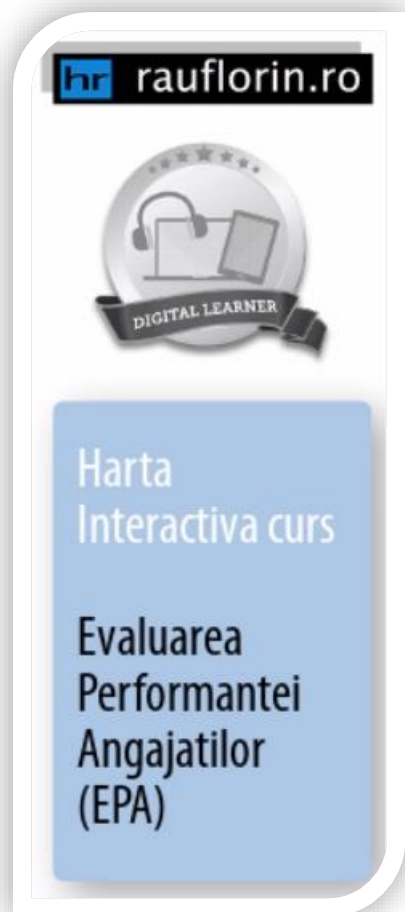 hr rauflorin.ro
DIGITAL LEARNER
Harta
Interactiva curs
Evaluarea
Performantei
Angajatilor
(EPA)